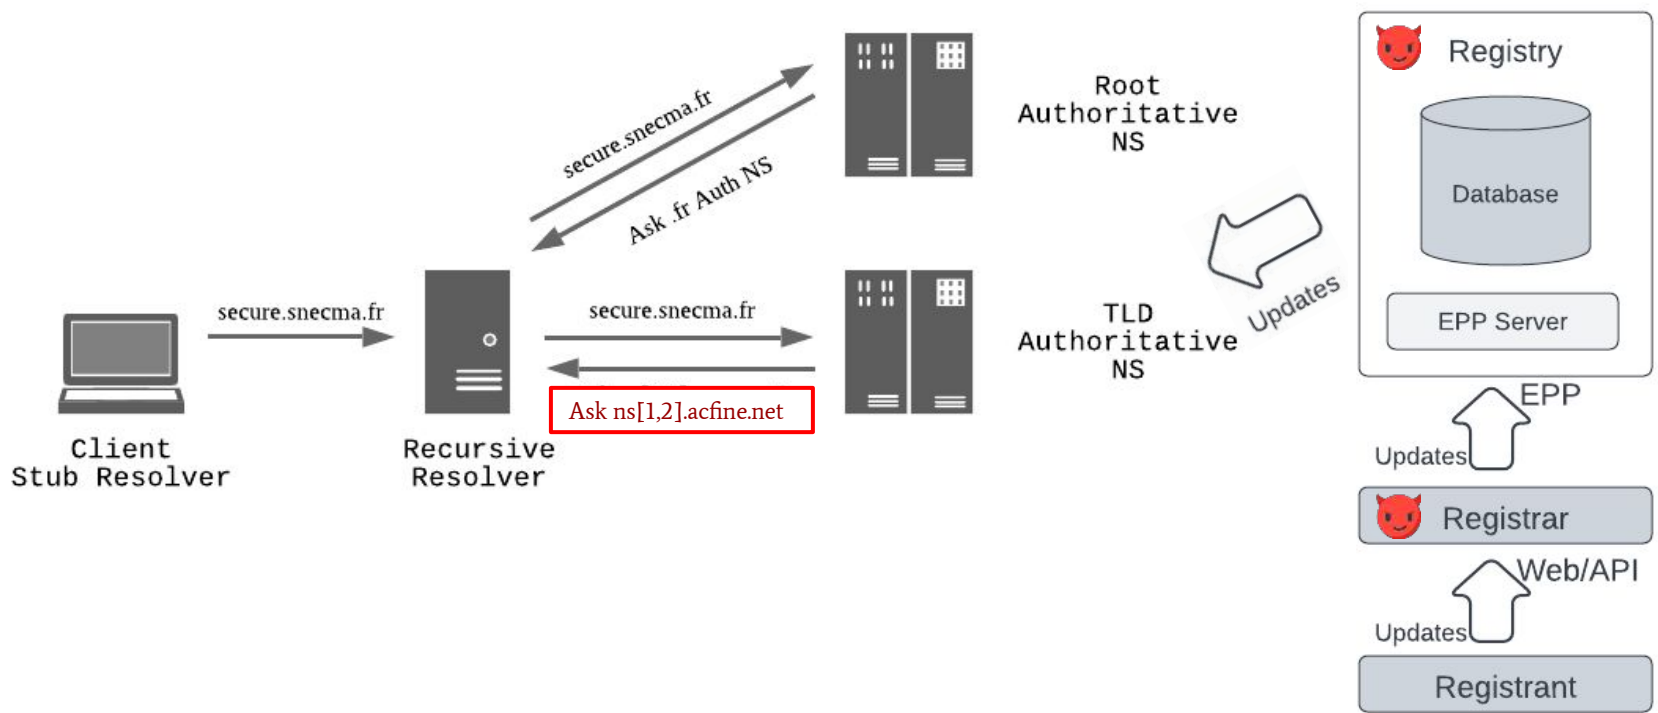 secure.snecma.fr
Ask .fr Auth NS
Root
Authoritative
NS
Registry
Database
EPP Server
Updates
secure.snecma.fr
secure.snecma.fr
Ask ns[1,2].acfine.net
TLD
Authoritative
NS
Client
Stub Resolver
Recursive
Resolver
EPP
Updates
Registrar
Web/API
Updates
Registrant